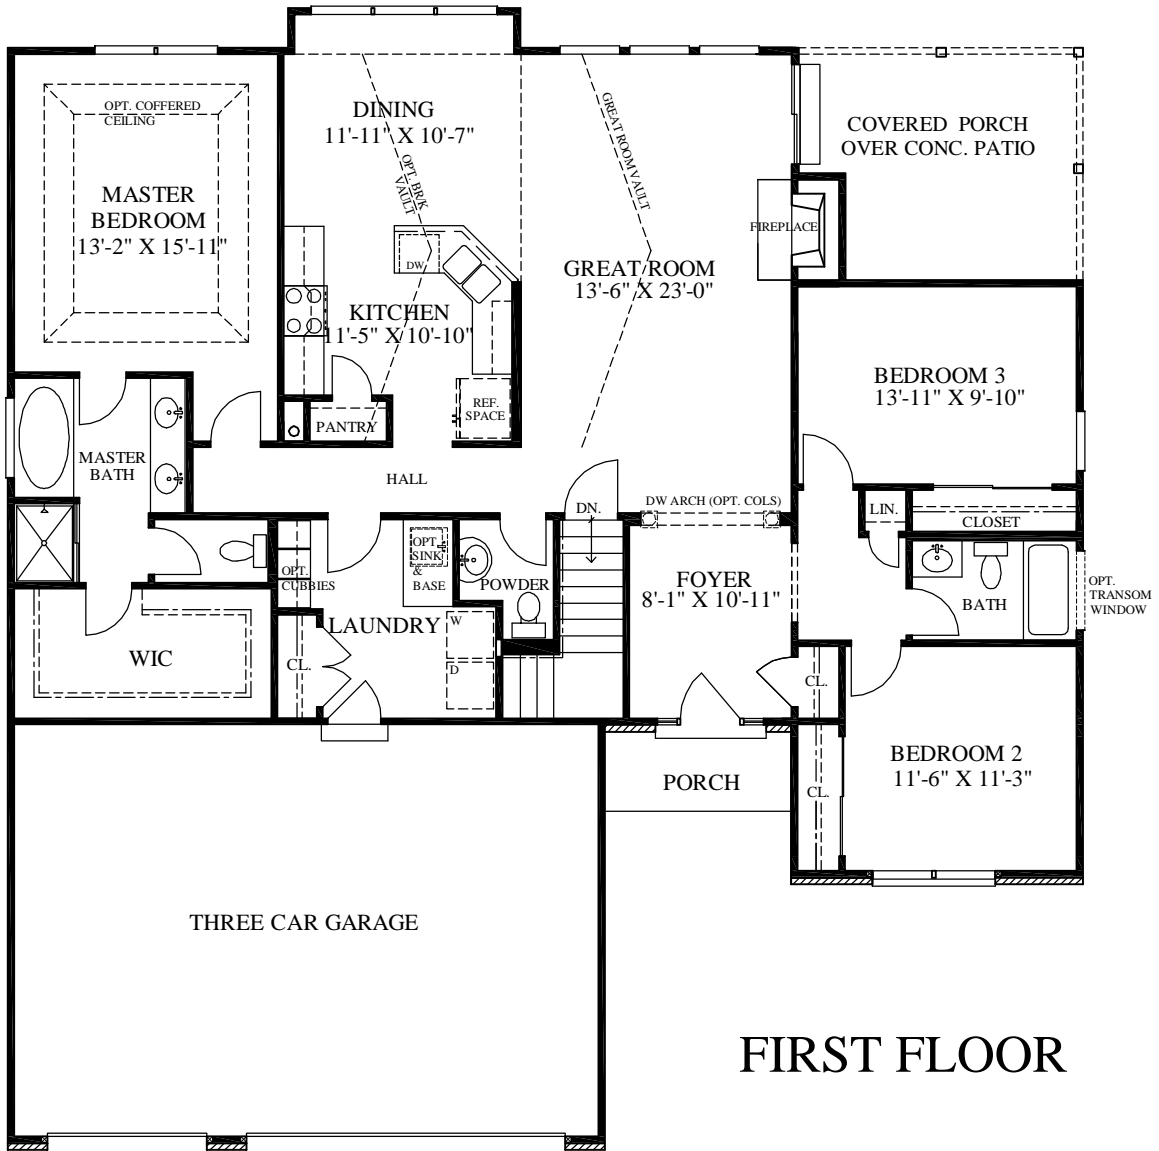 OPT. COFFERED
CEILING
MASTER
BEDROOM
13'-2" X 15'-11"
DINING
11'-11" X 10'-7"
OPT. BR/K
VAULT
GREAT ROOM VAULT
COVERED PORCH
OVER CONC. PATIO
FIREPLACE
DW
GREAT ROOM
13'-6" X 23'-0"
KITCHEN
11'-5" X 10'-10"
REF.
SPACE
PANTRY
BEDROOM 3
13'-11" X 9'-10"
MASTER
BATH
HALL
DN.
DW ARCH (OPT. COLS)
LIN.
CLOSET
OPT.
CUBBIES
OPT.
SINK
&
BASE
POWDER
FOYER
8'-1" X 10'-11"
BATH
OPT.
TRANSOM
WINDOW
LAUNDRY
W
D
WIC
CL.
CL.
BEDROOM 2
11'-6" X 11'-3"
CL.
PORCH
THREE CAR GARAGE
FIRST FLOOR